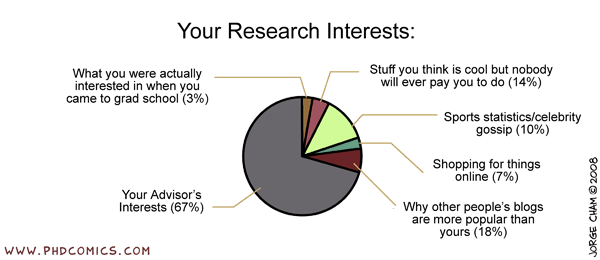 Your Research Interests:
What you were actually
interested in when you
came to grad school (3%)
Stuff you think is cool but nobody
will ever pay you to do (14%)
Sports statistics/celebrity
gossip (10%)
Shopping for things
online (7%)
Why other people's blogs
are more popular than
yours (18%)
Your Advisor's
Interests (67%)
WWW.PHDCOMICS.COM
JORGE CHAM © 2008